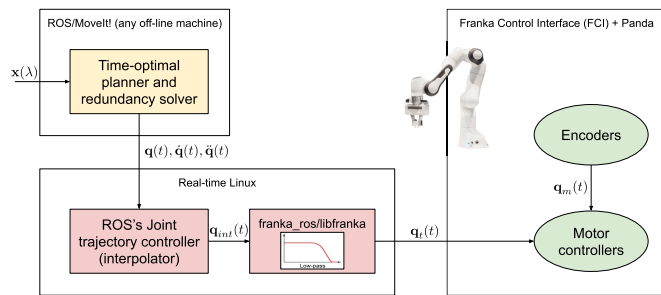 ROS/MoveIt! (any off-line machine)
Franka Control Interface (FCI) + Panda
x(λ)
Time-optimal
planner and
redundancy solver
q(t), q̇(t), q̈(t)
Encoders
Real-time Linux
q_m(t)
ROS's Joint
trajectory controller
(interpolator)
q_int(t)
franka_ros/libfranka
Low-pass
q_t(t)
Motor
controllers